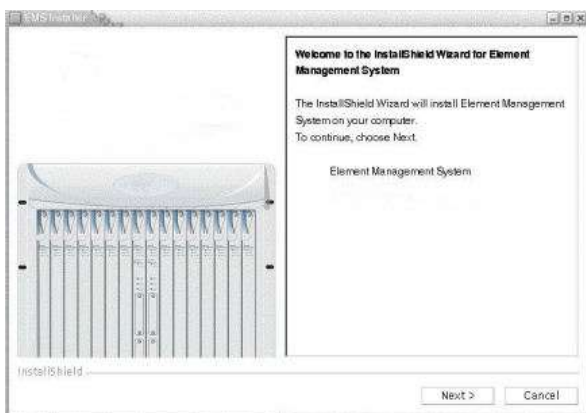 EMS Installer
Welcome to the InstallShield Wizard for Element
Management System
The InstallShield Wizard will install Element Management
System on your computer.
To continue, choose Next.
Element Management System
InstallShield
Next >
Cancel